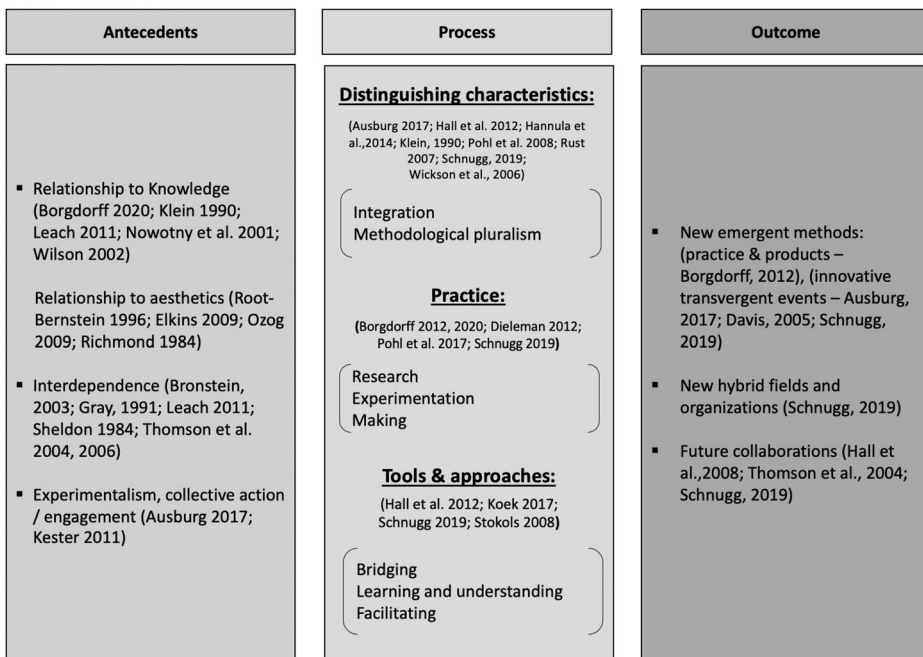 Antecedents
Process
Outcome
▪ Relationship to Knowledge
(Borgdorff 2020; Klein 1990;
Leach 2011; Nowotny et al. 2001;
Wilson 2002)
Relationship to aesthetics (Root-
Bernstein 1996; Elkins 2009; Ozog
2009; Richmond 1984)
▪ Interdependence (Bronstein,
2003; Gray, 1991; Leach 2011;
Sheldon 1984; Thomson et al.
2004, 2006)
▪ Experimentalism, collective action
/ engagement (Ausburg 2017;
Kester 2011)
Distinguishing characteristics:
(Ausburg 2017; Hall et al. 2012; Hannula
et al.,2014; Klein, 1990; Pohl et al. 2008; Rust
2007; Schnugg, 2019;
Wickson et al., 2006)
Integration
Methodological pluralism
Practice:
(Borgdorff 2012, 2020; Dieleman 2012;
Pohl et al. 2017; Schnugg 2019)
Research
Experimentation
Making
Tools & approaches:
(Hall et al. 2012; Koek 2017;
Schnugg 2019; Stokols 2008)
Bridging
Learning and understanding
Facilitating
▪ New emergent methods:
(practice & products –
Borgdorff, 2012), (innovative
transvergent events – Ausburg,
2017; Davis, 2005; Schnugg,
2019)
▪ New hybrid fields and
organizations (Schnugg, 2019)
▪ Future collaborations (Hall et
al.,2008; Thomson et al., 2004;
Schnugg, 2019)